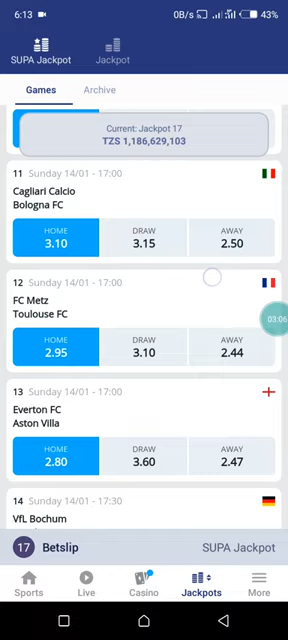 6:13
0B/s
43%
SUPA Jackpot
Jackpot
Games
Archive
Current: Jackpot 17
TZS 1,186,629,103
11 Sunday 14/01 - 17:00
Cagliari Calcio
Bologna FC
HOME DRAW AWAY
3.10 3.15 2.50
12 Sunday 14/01 - 17:00
FC Metz
Toulouse FC
HOME DRAW AWAY
2.95 3.10 2.44
03:06
13 Sunday 14/01 - 17:00
Everton FC
Aston Villa
HOME DRAW AWAY
2.80 3.60 2.47
14 Sunday 14/01 - 17:30
VfL Bochum
17 Betslip SUPA Jackpot
Sports Live Casino Jackpots More